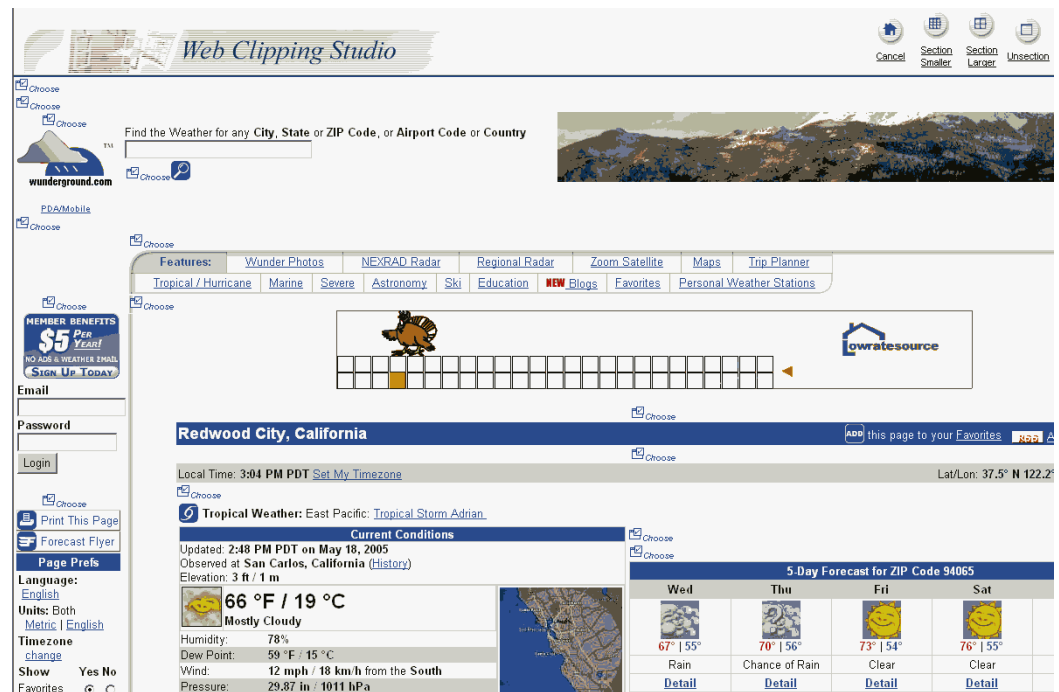 Web Clipping Studio
Cancel
Section Smaller
Section Larger
Unsection
Choose
Choose
Choose
Find the Weather for any City, State or ZIP Code, or Airport Code or Country
TM
Choose
wunderground.com
PDA/Mobile
Choose
Choose
Features: Wunder Photos NEXRAD Radar Regional Radar Zoom Satellite Maps Trip Planner
Tropical / Hurricane Marine Severe Astronomy Ski Education NEW Blogs Favorites Personal Weather Stations
Choose
Choose
MEMBER BENEFITS
$5 PER YEAR!
NO ADS & WEATHER EMAIL
SIGN UP TODAY
lowratesource
Email
Password
Login
Choose
Redwood City, California
ADD this page to your Favorites RSS A
Choose
Local Time: 3:04 PM PDT Set My Timezone
Lat/Lon: 37.5° N 122.2°
Choose
Choose
Print This Page
Forecast Flyer
Page Prefs
Language:
English
Units: Both
Metric | English
Timezone
change
Show Yes No
Favorites
Tropical Weather: East Pacific: Tropical Storm Adrian
Current Conditions
Updated: 2:48 PM PDT on May 18, 2005
Observed at San Carlos, California (History)
Elevation: 3 ft / 1 m
66 °F / 19 °C
Mostly Cloudy
Humidity: 78%
Dew Point: 59 °F / 15 °C
Wind: 12 mph / 18 km/h from the South
Pressure: 29.87 in / 1011 hPa
Choose
Choose
5-Day Forecast for ZIP Code 94065
Wed Thu Fri Sat
67° | 55° 70° | 56° 73° | 54° 76° | 55°
Rain Chance of Rain Clear Clear
Detail Detail Detail Detail